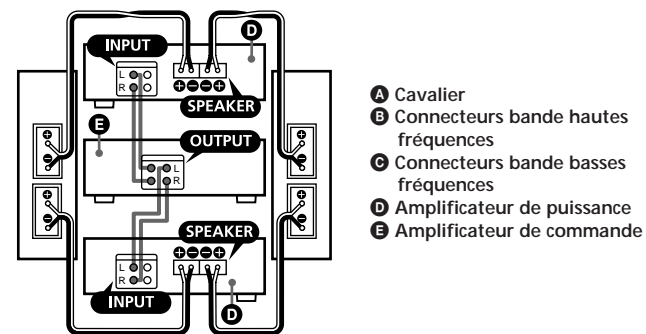 INPUT
D
L
R
⊕⊖⊖⊕
SPEAKER
E
OUTPUT
L
R
⊕
⊖
⊕
⊖
⊕
⊖
⊕
⊖
SPEAKER
⊕⊖⊖⊕
L
R
INPUT
D
A Cavalier
B Connecteurs bande hautes
fréquences
C Connecteurs bande basses
fréquences
D Amplificateur de puissance
E Amplificateur de commande